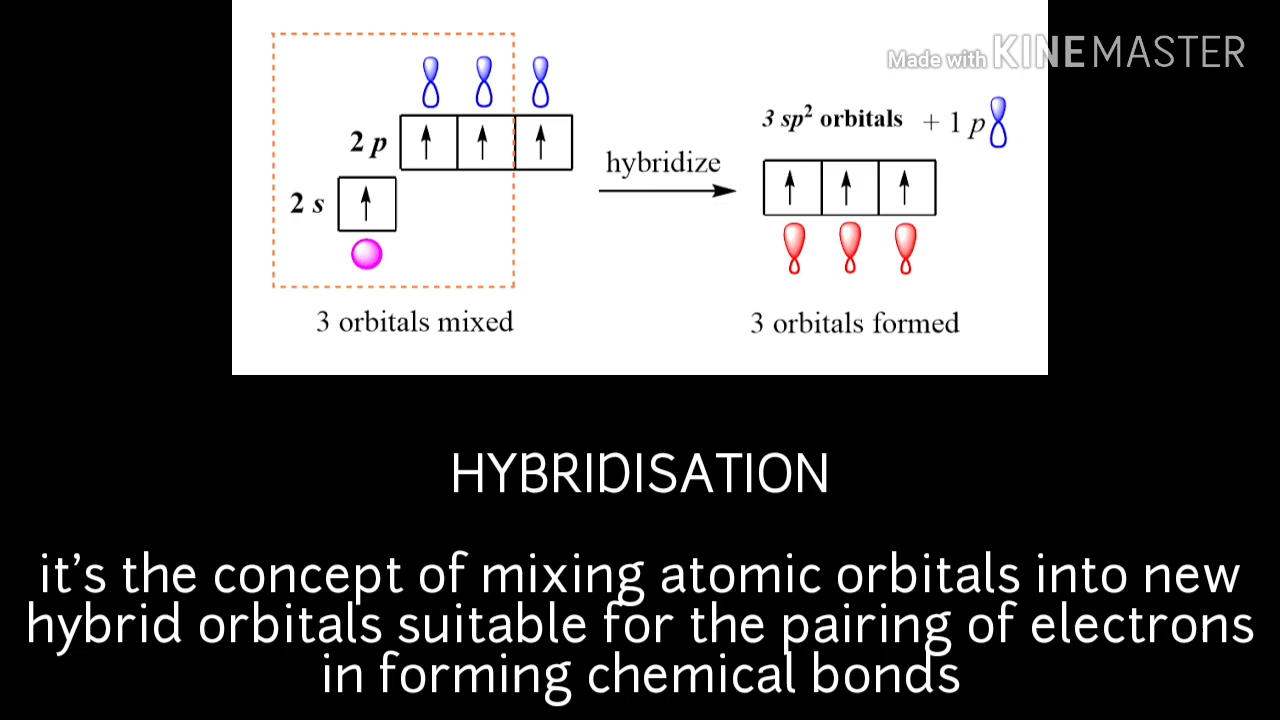 Made with KINEMASTER
3 sp² orbitals + 1 p
2 p
hybridize
2 s
3 orbitals mixed
3 orbitals formed
HYBRIDISATION
it's the concept of mixing atomic orbitals into new
hybrid orbitals suitable for the pairing of electrons
in forming chemical bonds